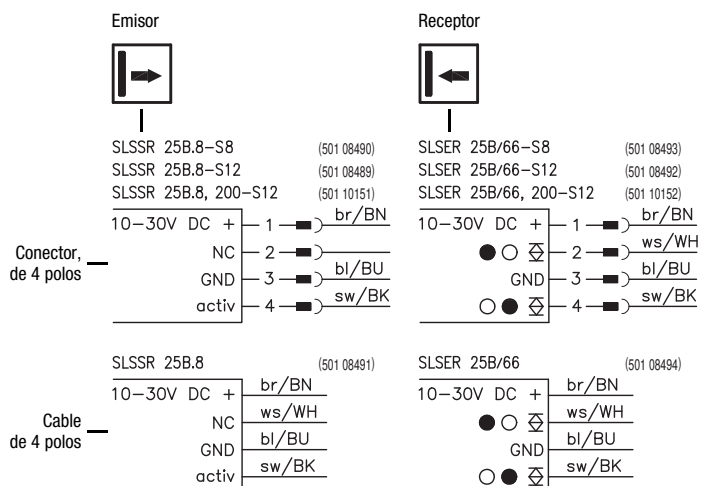 Emisor
Receptor
SLSSR 25B.8-S8 (501 08490)
SLSSR 25B.8-S12 (501 08489)
SLSSR 25B.8, 200-S12 (501 10151)
SLSER 25B/66-S8 (501 08493)
SLSER 25B/66-S12 (501 08492)
SLSER 25B/66, 200-S12 (501 10152)
Conector,
de 4 polos
10-30V DC + 1 br/BN
NC 2
GND 3 bl/BU
activ 4 sw/BK
10-30V DC + 1 br/BN
2 ws/WH
GND 3 bl/BU
4 sw/BK
SLSSR 25B.8 (501 08491)
SLSER 25B/66 (501 08494)
Cable
de 4 polos
10-30V DC + br/BN
NC ws/WH
GND bl/BU
activ sw/BK
10-30V DC + br/BN
ws/WH
GND bl/BU
sw/BK